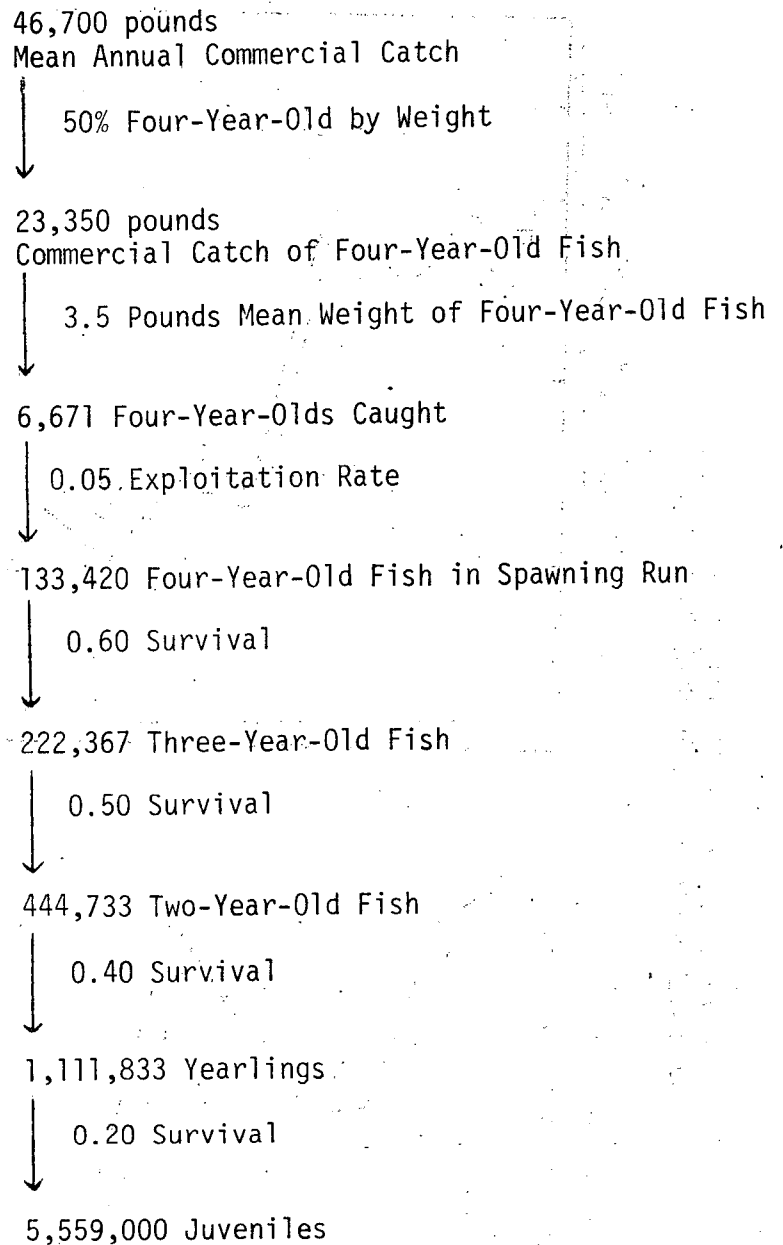 46,700 pounds
Mean Annual Commercial Catch
50% Four-Year-Old by Weight
23,350 pounds
Commercial Catch of Four-Year-Old Fish
3.5 Pounds Mean Weight of Four-Year-Old Fish
6,671 Four-Year-Olds Caught
0.05 Exploitation Rate
133,420 Four-Year-Old Fish in Spawning Run
0.60 Survival
222,367 Three-Year-Old Fish
0.50 Survival
444,733 Two-Year-Old Fish
0.40 Survival
1,111,833 Yearlings
0.20 Survival
5,559,000 Juveniles